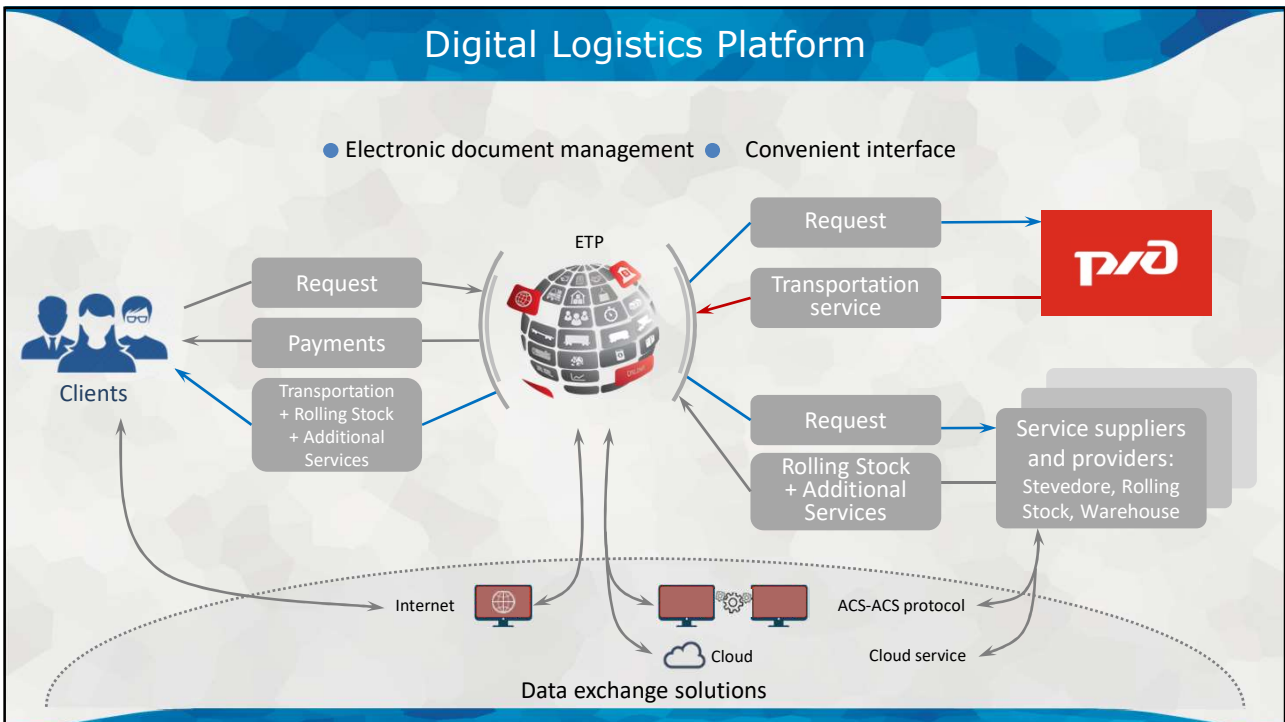 Digital Logistics Platform
Electronic document management
Convenient interface
ETP
Request
Payments
Transportation
+ Rolling Stock
+ Additional
Services
Clients
Request
Transportation
service
ржд
Request
Rolling Stock
+ Additional
Services
Service suppliers
and providers:
Stevedore, Rolling
Stock, Warehouse
Internet
ACS-ACS protocol
Cloud
Cloud service
Data exchange solutions